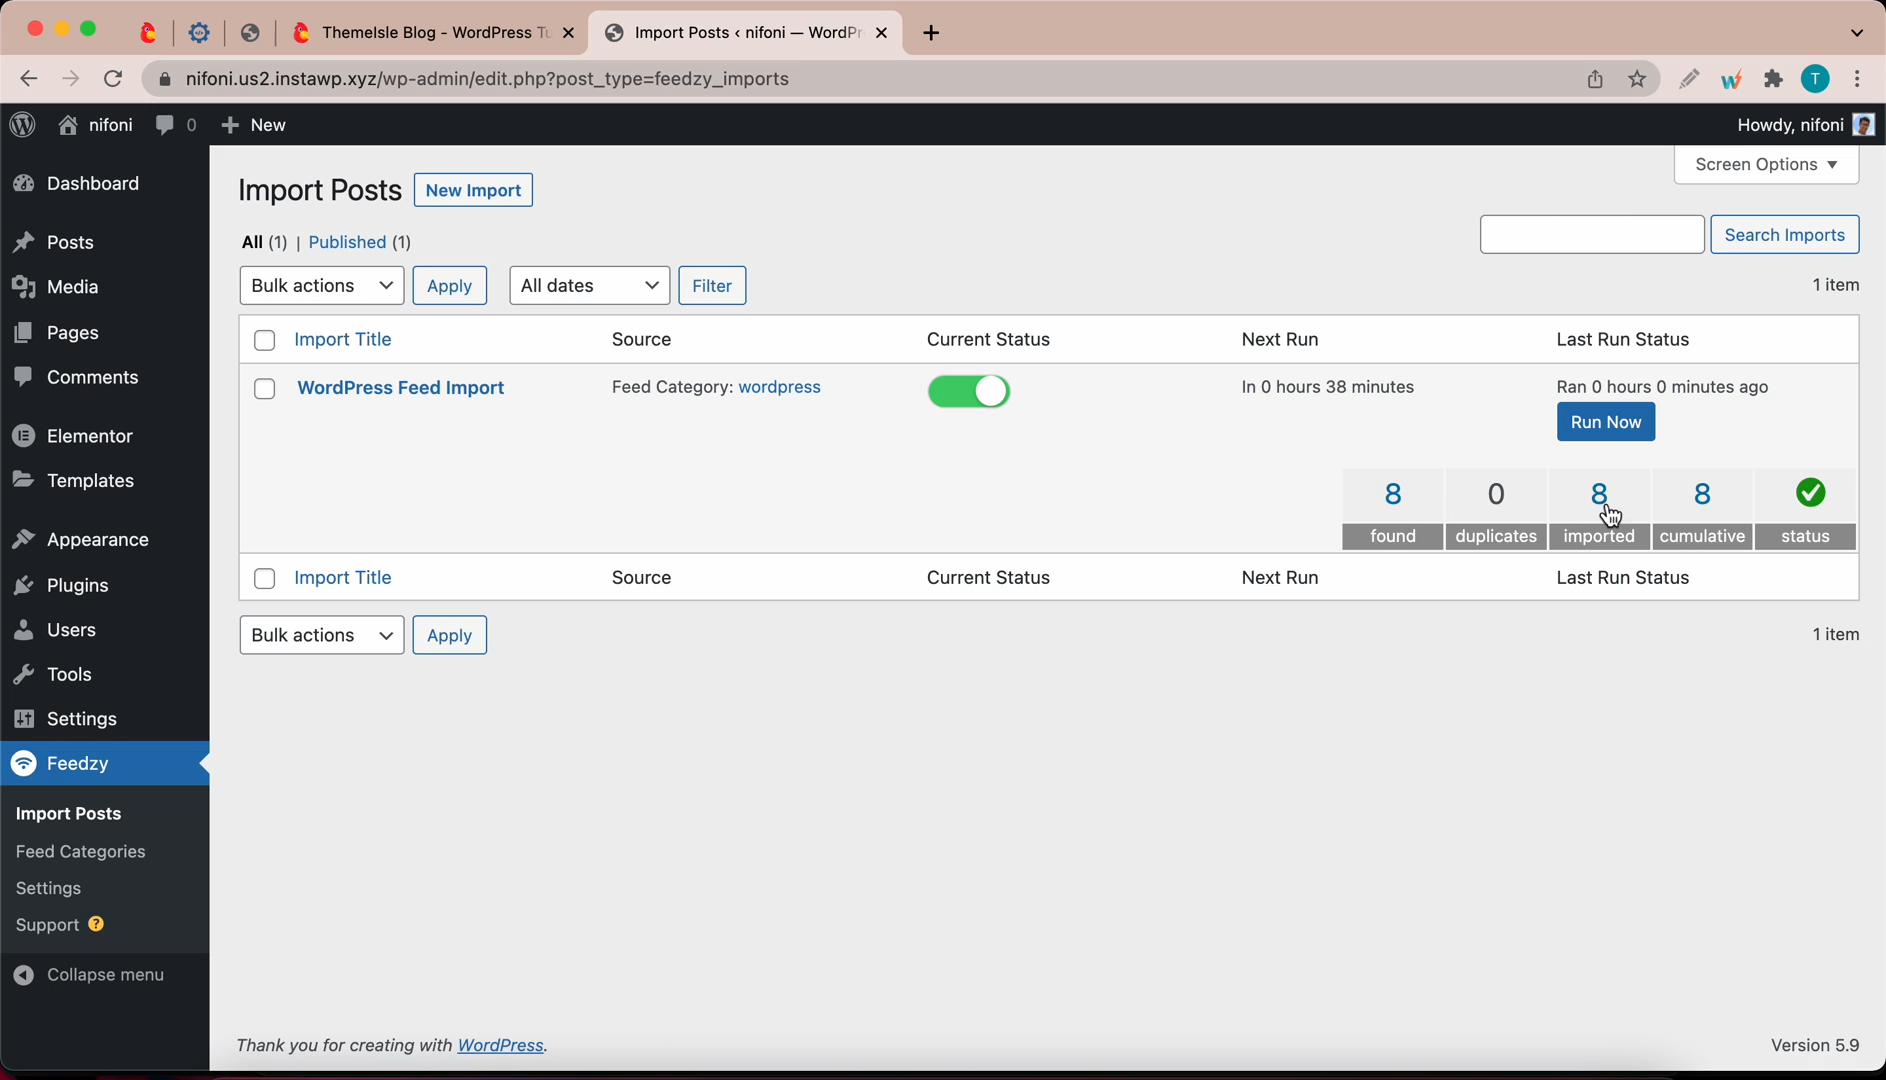 ThemeIsle Blog - WordPress Tu
Import Posts ‹ nifoni — WordPr
nifoni.us2.instawp.xyz/wp-admin/edit.php?post_type=feedzy_imports
T
nifoni 0 New
Howdy, nifoni
Screen Options
Dashboard
Posts
Media
Pages
Comments
Elementor
Templates
Appearance
Plugins
Users
Tools
Settings
Feedzy
Import Posts
Feed Categories
Settings
Support ?
Collapse menu
Import Posts New Import
All (1) | Published (1)
Search Imports
Bulk actions Apply All dates Filter
1 item
Import Title Source Current Status Next Run Last Run Status
WordPress Feed Import Feed Category: wordpress In 0 hours 38 minutes Ran 0 hours 0 minutes ago
Run Now
8 0 8 8
found duplicates imported cumulative status
Import Title Source Current Status Next Run Last Run Status
Bulk actions Apply
1 item
Thank you for creating with WordPress.
Version 5.9